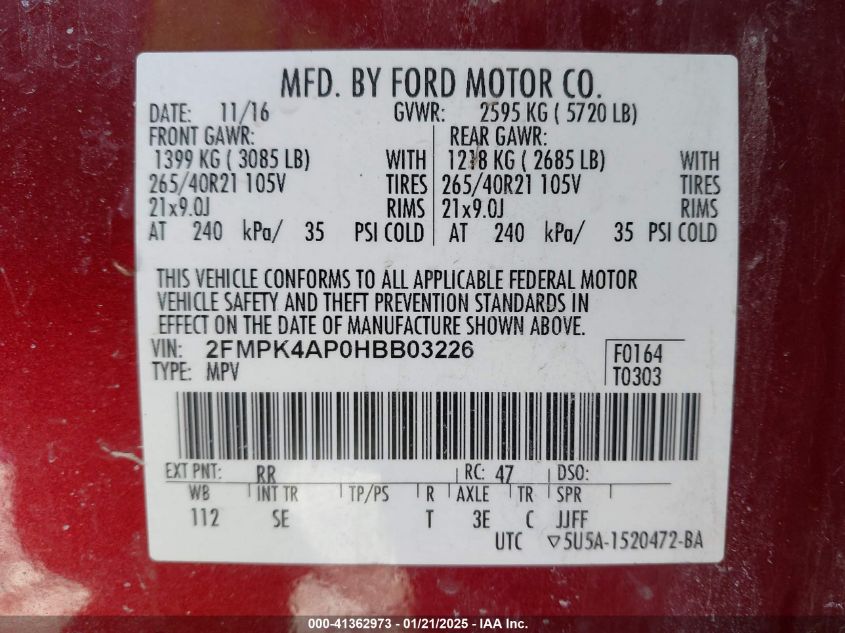 MFD. BY FORD MOTOR CO.
DATE: 11/16 GVWR: 2595 KG ( 5720 LB)
FRONT GAWR: REAR GAWR:
1399 KG ( 3085 LB) WITH 1218 KG ( 2685 LB) WITH
265/40R21 105V TIRES 265/40R21 105V TIRES
21x9.0J RIMS 21x9.0J RIMS
AT 240 kPa/ 35 PSI COLD AT 240 kPa/ 35 PSI COLD
THIS VEHICLE CONFORMS TO ALL APPLICABLE FEDERAL MOTOR
VEHICLE SAFETY AND THEFT PREVENTION STANDARDS IN
EFFECT ON THE DATE OF MANUFACTURE SHOWN ABOVE.
VIN: 2FMPK4AP0HBB03226 F0164
TYPE: MPV T0303
EXT PNT: RR RC: 47 DSO:
WB INT TR TP/PS R AXLE TR SPR
112 SE T 3E C JJFF
UTC ▽5U5A-1520472-BA
000-41362973 - 01/21/2025 - IAA Inc.